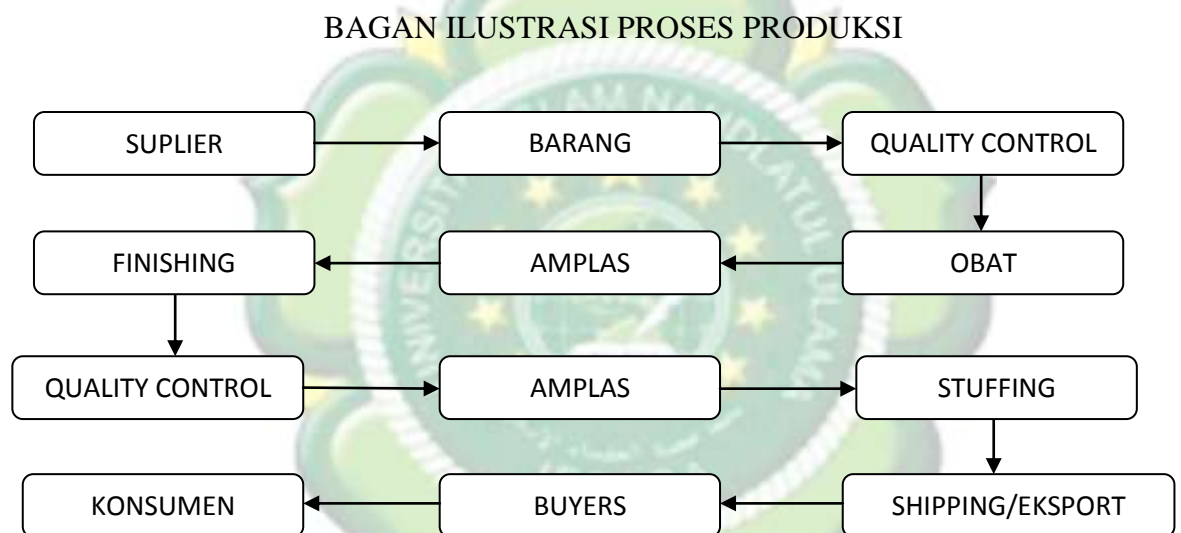 BAGAN ILUSTRASI PROSES PRODUKSI
SUPLIER
BARANG
QUALITY CONTROL
FINISHING
AMPLAS
OBAT
QUALITY CONTROL
AMPLAS
STUFFING
KONSUMEN
BUYERS
SHIPPING/EKSPORT